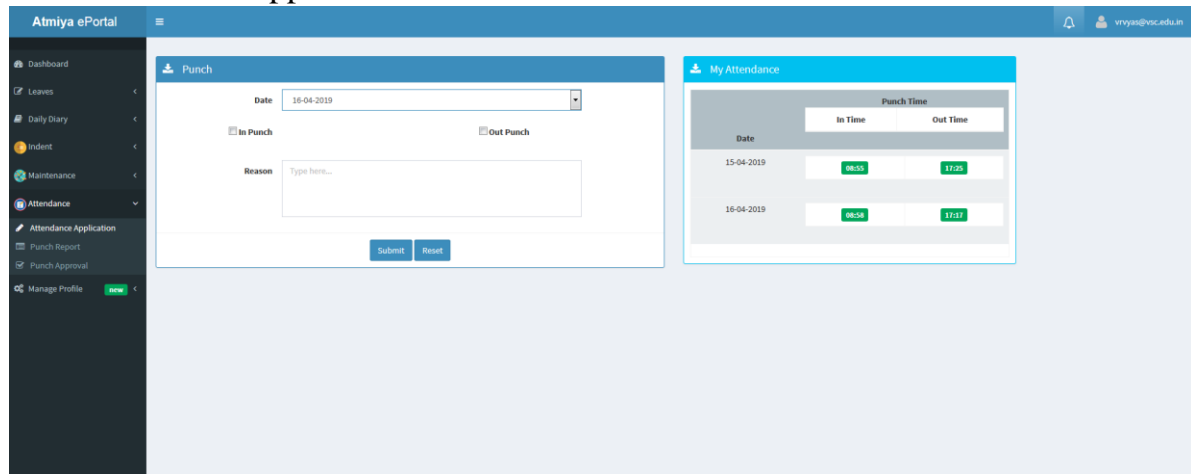 Atmiya ePortal
vrvyas@vsc.edu.in
Dashboard
Leaves
Daily Diary
Indent
Maintenance
Attendance
Attendance Application
Punch Report
Punch Approval
Manage Profile new
Punch
Date 16-04-2019
In Punch Out Punch
Reason Type here...
Submit Reset
My Attendance
Punch Time
In Time Out Time
Date
15-04-2019 08:55 17:25
16-04-2019 08:58 17:17